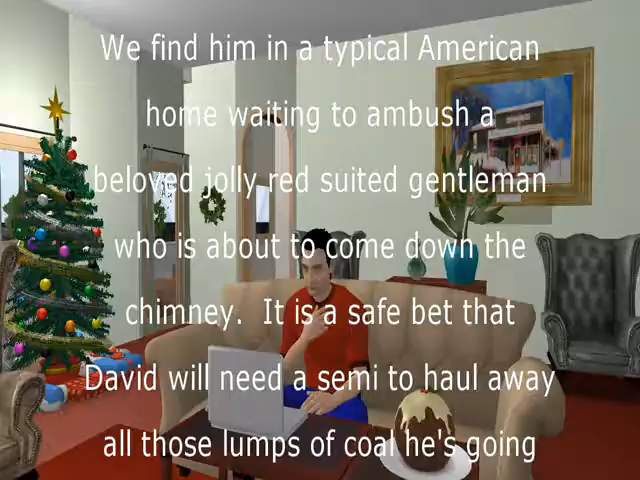 We find him in a typical American
home waiting to ambush a
beloved jolly red suited gentleman
who is about to come down the
chimney.  It is a safe bet that
David will need a semi to haul away
all those lumps of coal he's going